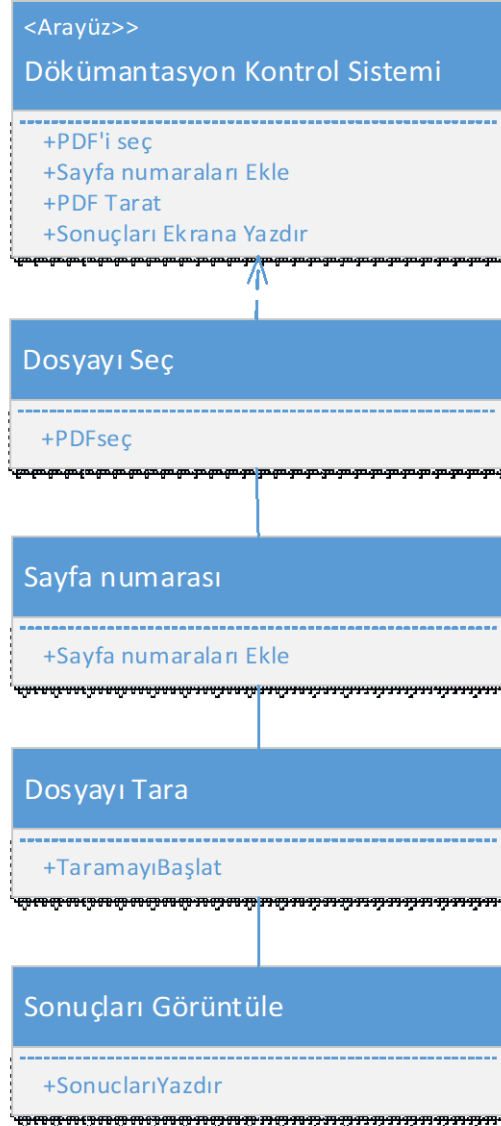 <Arayüz>>
Dökümantasyon Kontrol Sistemi
+PDF'i seç
+Sayfa numaraları Ekle
+PDF Tarat
+Sonuçları Ekrana Yazdır
Dosyayı Seç
+PDFseç
Sayfa numarası
+Sayfa numaraları Ekle
Dosyayı Tara
+TaramayıBaşlat
Sonuçları Görüntüle
+SonuclarıYazdır